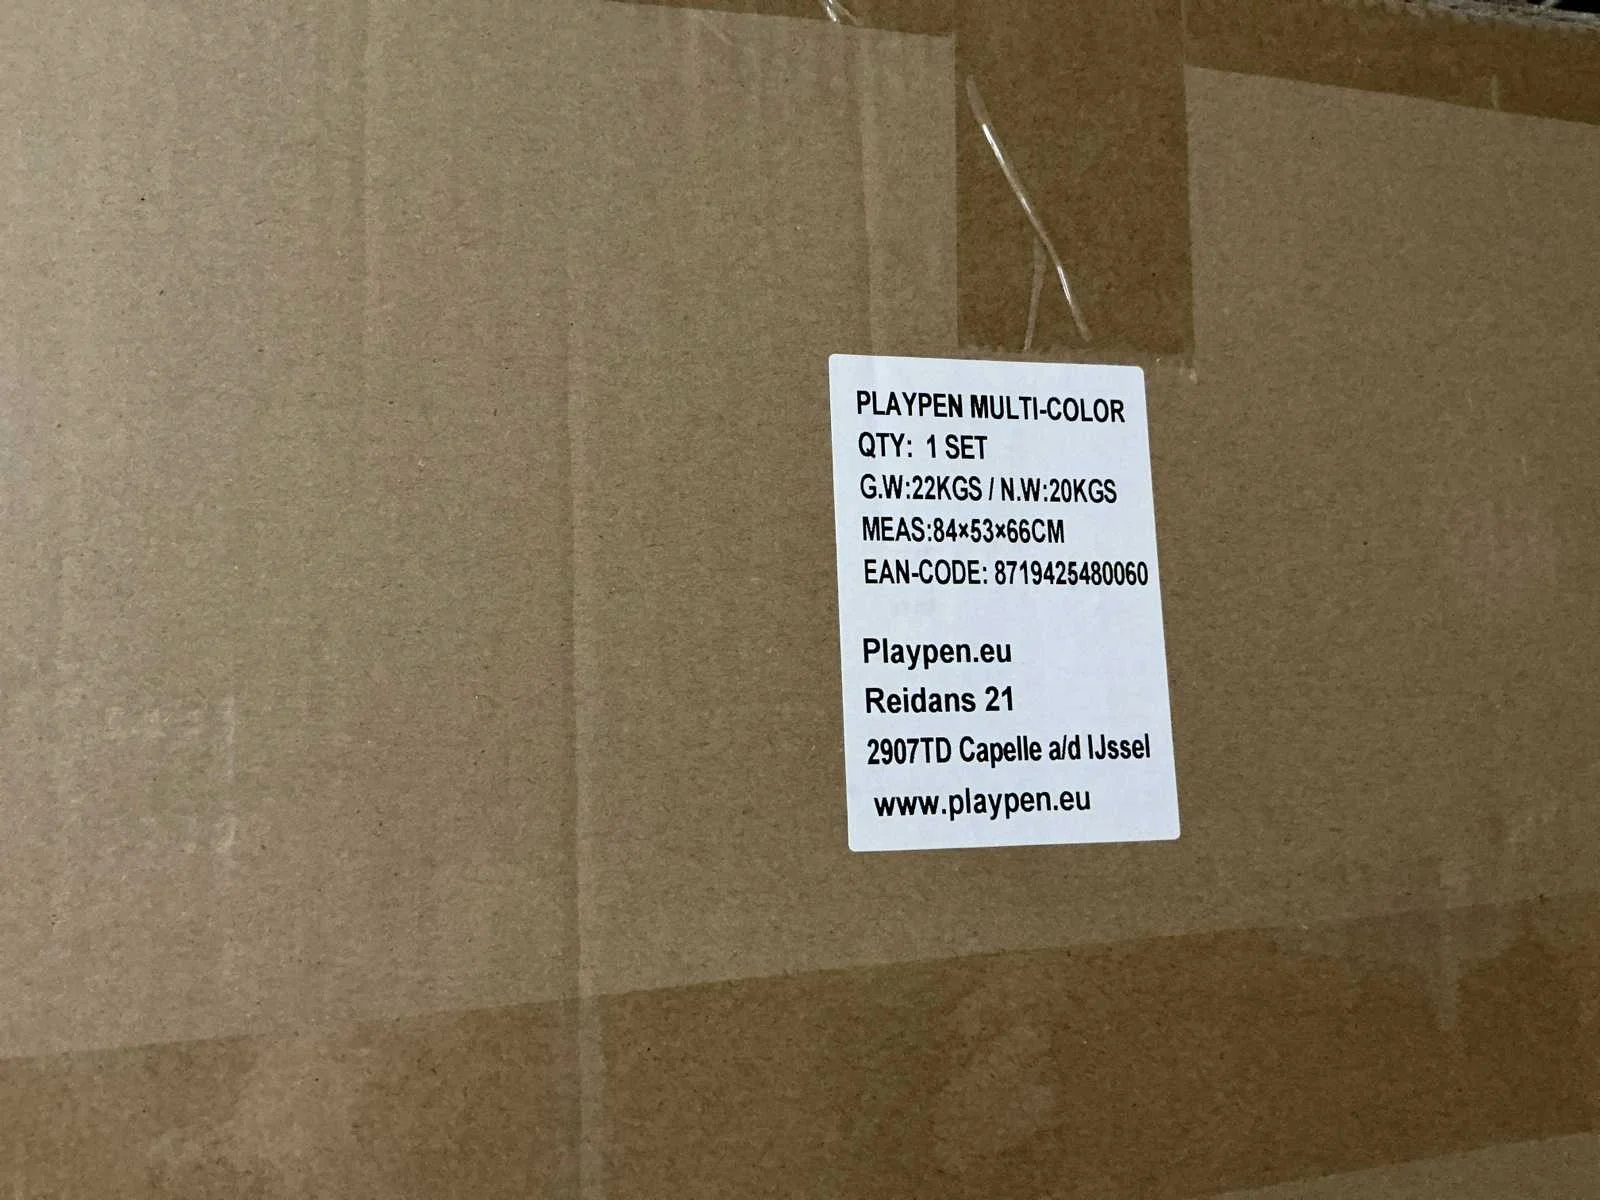 PLAYPEN MULTI-COLOR
QTY: 1 SET
G.W:22KGS / N.W:20KGS
MEAS:84×53×66CM
EAN-CODE: 8719425480060
Playpen.eu
Reidans 21
2907TD Capelle a/d IJssel
www.playpen.eu